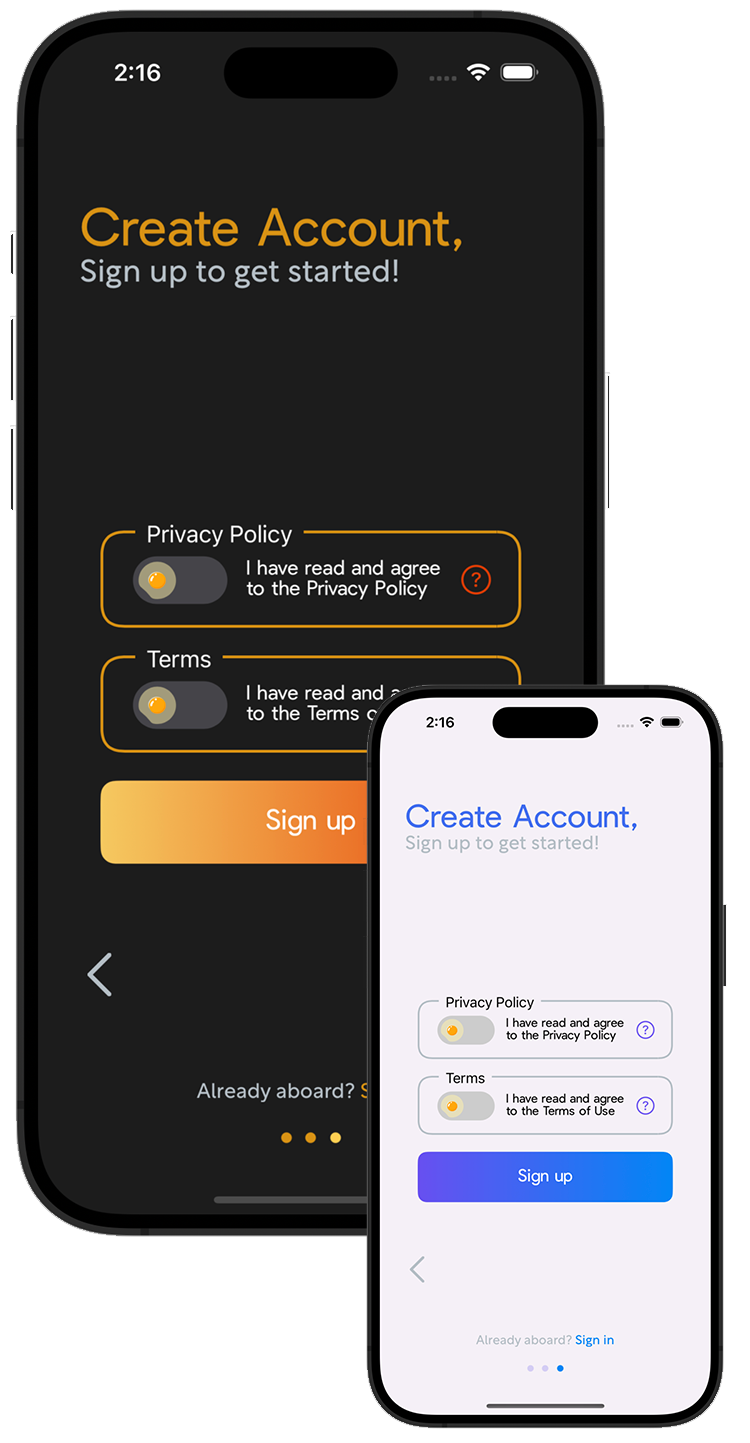 2:16
Create Account,
Sign up to get started!
Privacy Policy
I have read and agree
to the Privacy Policy
?
Terms
I have read and
to the Terms
Sign up
Already aboard?
2:16
Create Account,
Sign up to get started!
Privacy Policy
I have read and agree
to the Privacy Policy
?
Terms
I have read and agree
to the Terms of Use
?
Sign up
Already aboard? Sign in